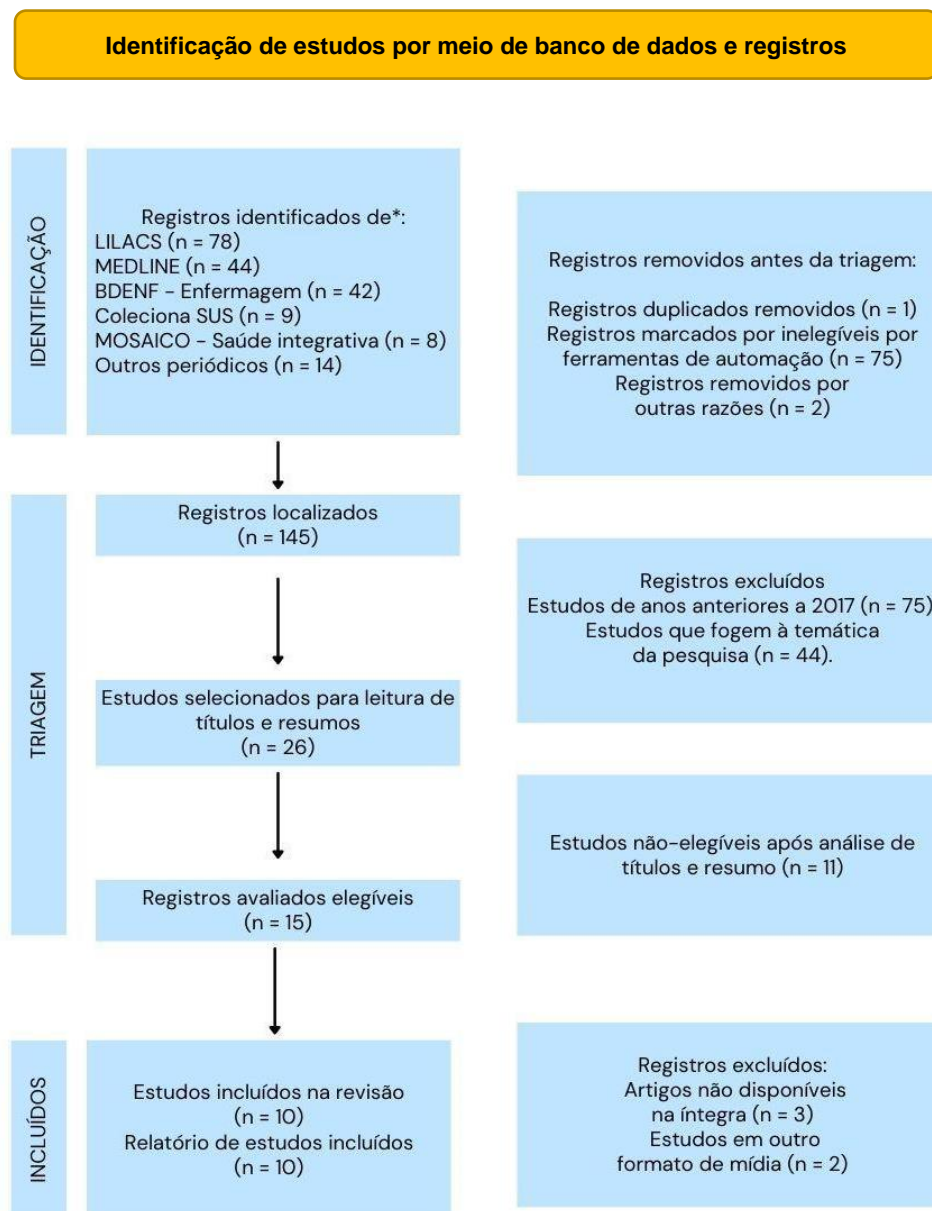 Identificação de estudos por meio de banco de dados e registros
IDENTIFICAÇÃO
Registros identificados de*:
LILACS (n = 78)
MEDLINE (n = 44)
BDENF - Enfermagem (n = 42)
Coleciona SUS (n = 9)
MOSAICO - Saúde integrativa (n = 8)
Outros periódicos (n = 14)
Registros removidos antes da triagem:
Registros duplicados removidos (n = 1)
Registros marcados por inelegíveis por
ferramentas de automação (n = 75)
Registros removidos por
outras razões (n = 2)
TRIAGEM
Registros localizados
(n = 145)
Registros excluídos
Estudos de anos anteriores a 2017 (n = 75)
Estudos que fogem à temática
da pesquisa (n = 44).
Estudos selecionados para leitura de
títulos e resumos
(n = 26)
Estudos não-elegíveis após análise de
títulos e resumo (n = 11)
Registros avaliados elegíveis
(n = 15)
INCLUÍDOS
Estudos incluídos na revisão
(n = 10)
Relatório de estudos incluídos
(n = 10)
Registros excluídos:
Artigos não disponíveis
na íntegra (n = 3)
Estudos em outro
formato de mídia (n = 2)